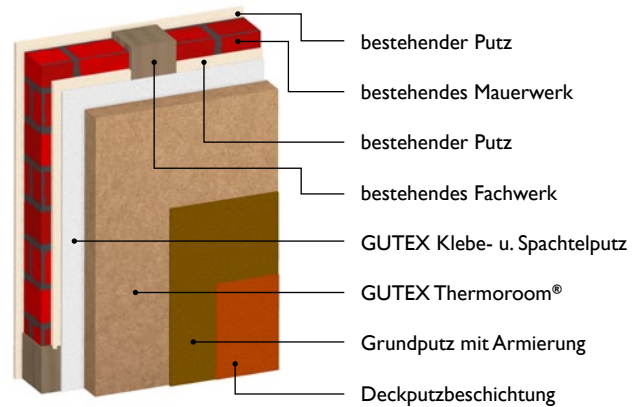 bestehender Putz
bestehendes Mauerwerk
bestehender Putz
bestehendes Fachwerk
GUTEX Klebe- u. Spachtelputz
GUTEX Thermoroom®
Grundputz mit Armierung
Deckputzbeschichtung